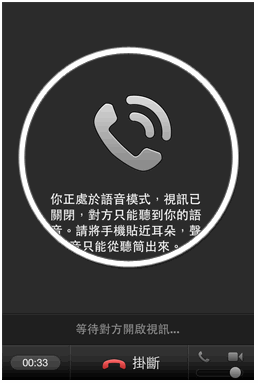 你正處於語音模式，視訊已
關閉，對方只能聽到你的語
音。請將手機貼近耳朵，聲
音只能從聽筒出來。
等待對方開啟視訊...
00:33
掛斷